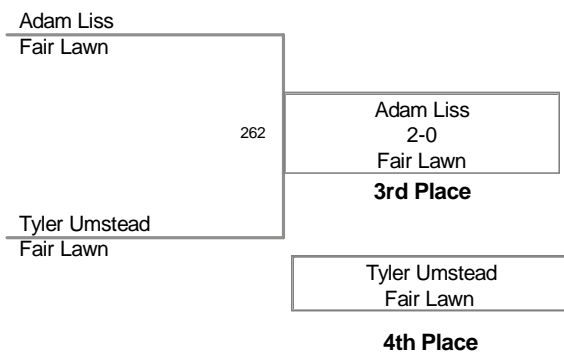 Adam Liss
Fair Lawn
262
Adam Liss
2-0
Fair Lawn
3rd Place
Tyler Umstead
Fair Lawn
Tyler Umstead
Fair Lawn
4th Place